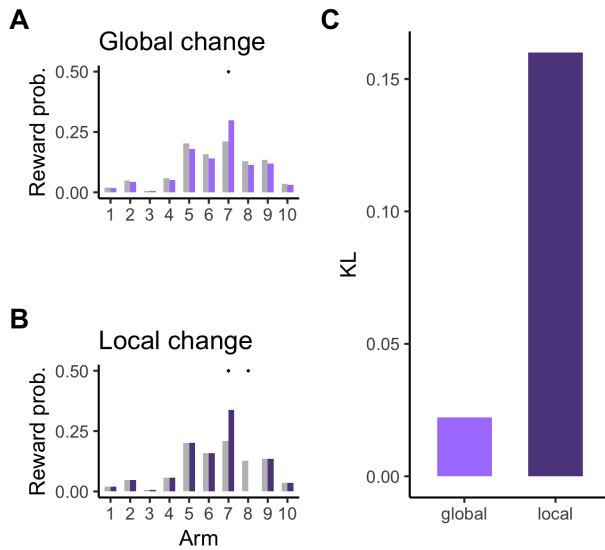 A
Global change
Reward prob.
0.50
0.25
0.00
1 2 3 4 5 6 7 8 9 10
B
Local change
Reward prob.
0.50
0.25
0.00
1 2 3 4 5 6 7 8 9 10
Arm
C
KL
0.15
0.10
0.05
0.00
global local